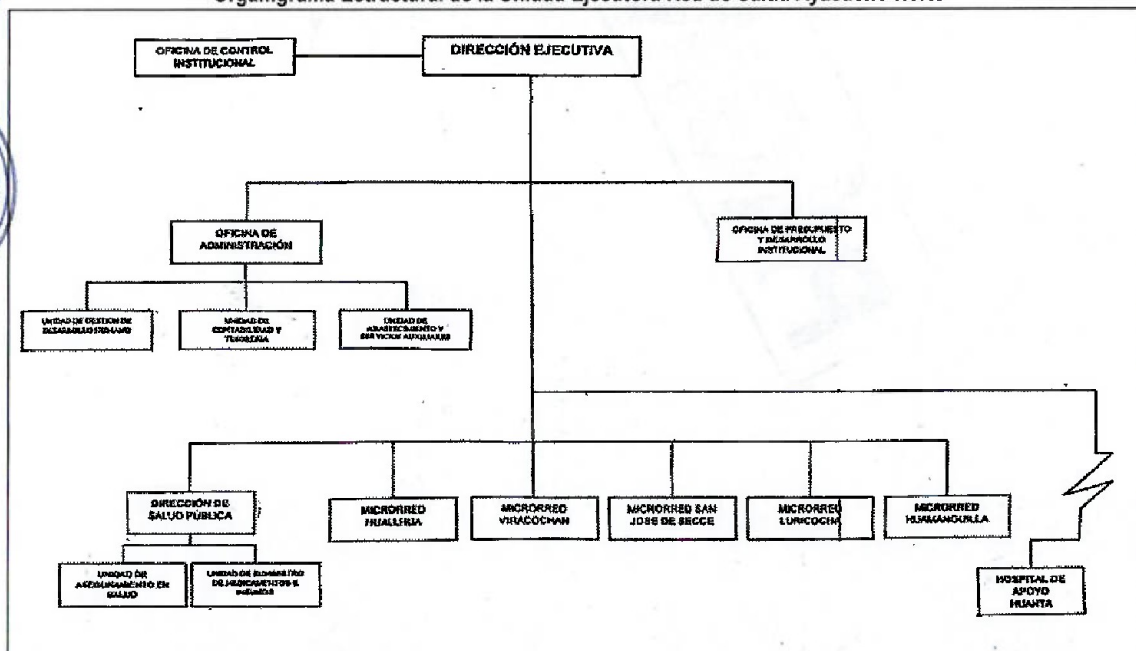 Organigrama Estructural de la Unidad Ejecutora Red de Salud Ayacucho Norte
OFICINA DE CONTROL
INSTITUCIONAL
DIRECCIÓN EJECUTIVA
OFICINA DE
ADMINISTRACIÓN
OFICINA DE PRESUPUESTO
Y DESARROLLO
INSTITUCIONAL
UNIDAD DE GESTION DE
DESARROLLO HUMANO
UNIDAD DE
CONTABILIDAD Y
TESORERIA
UNIDAD DE
ABASTECIMIENTO Y
SERVICIOS AUXILIARES
DIRECCIÓN DE
SALUD PÚBLICA
MICRORRED
MICRORRED
VIRACOCHAN
MICRORRED SAN
JOSE DE SECCE
MICRORRED
LURICOCHA
MICRORRED
HUAMANGUILLA
UNIDAD DE
ASEGURAMIENTO EN
SALUD
UNIDAD DE SUMINISTRO
DE MEDICAMENTOS E
INSUMOS
HOSPITAL DE
APOYO
HUANTA